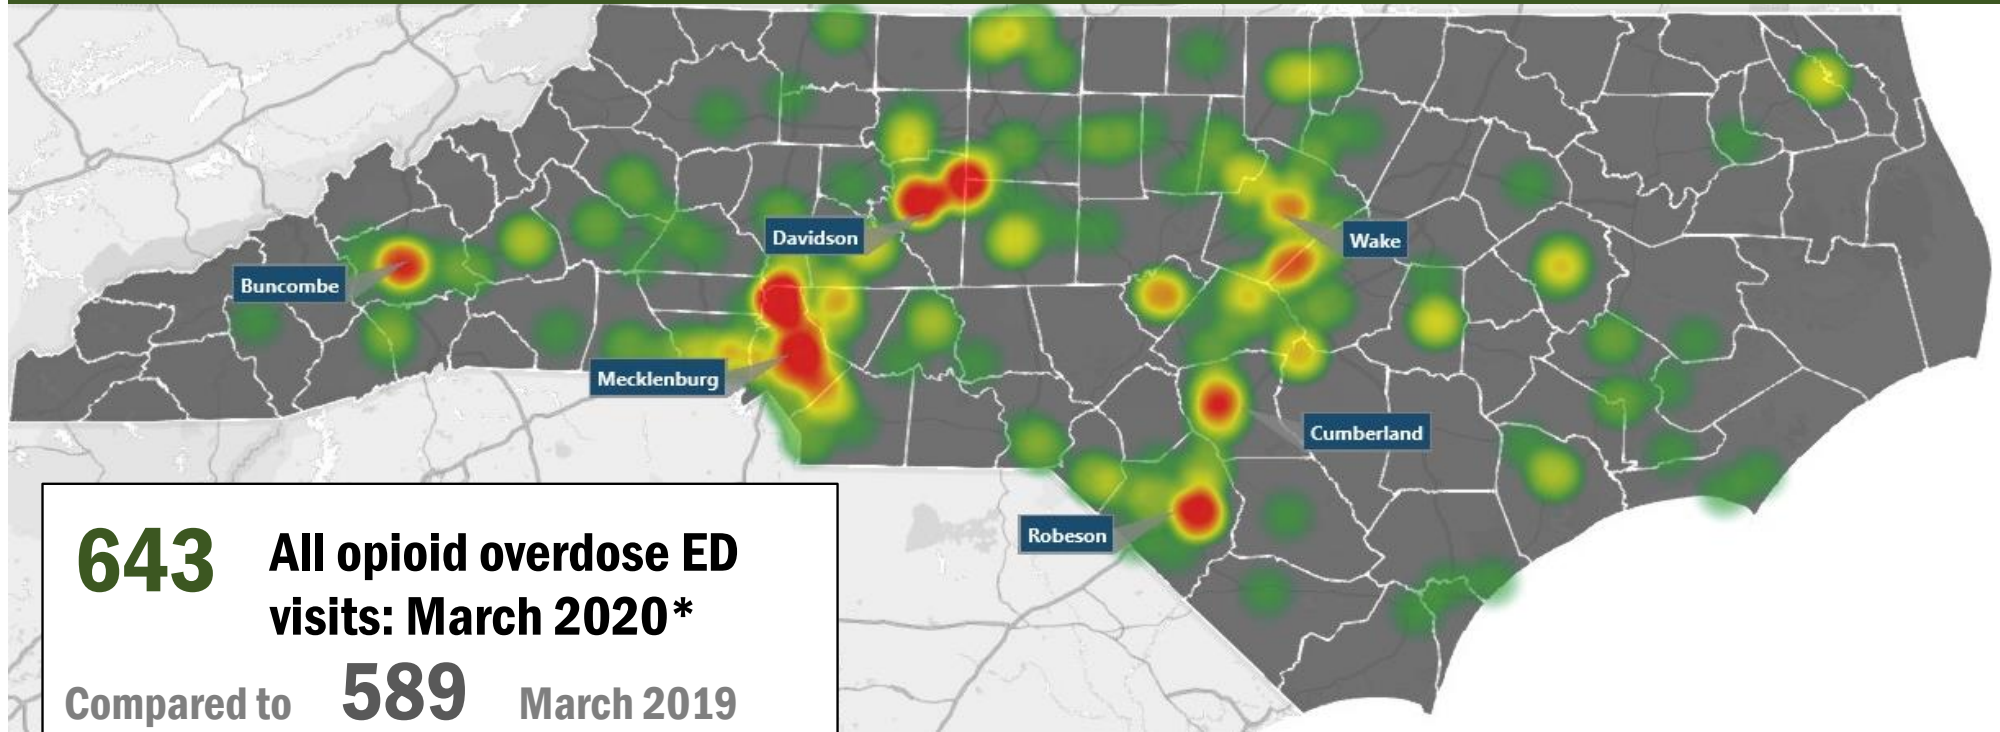 Davidson
Wake
Buncombe
Mecklenburg
Cumberland
Robeson
643 All opioid overdose ED
visits: March 2020*
Compared to 589 March 2019